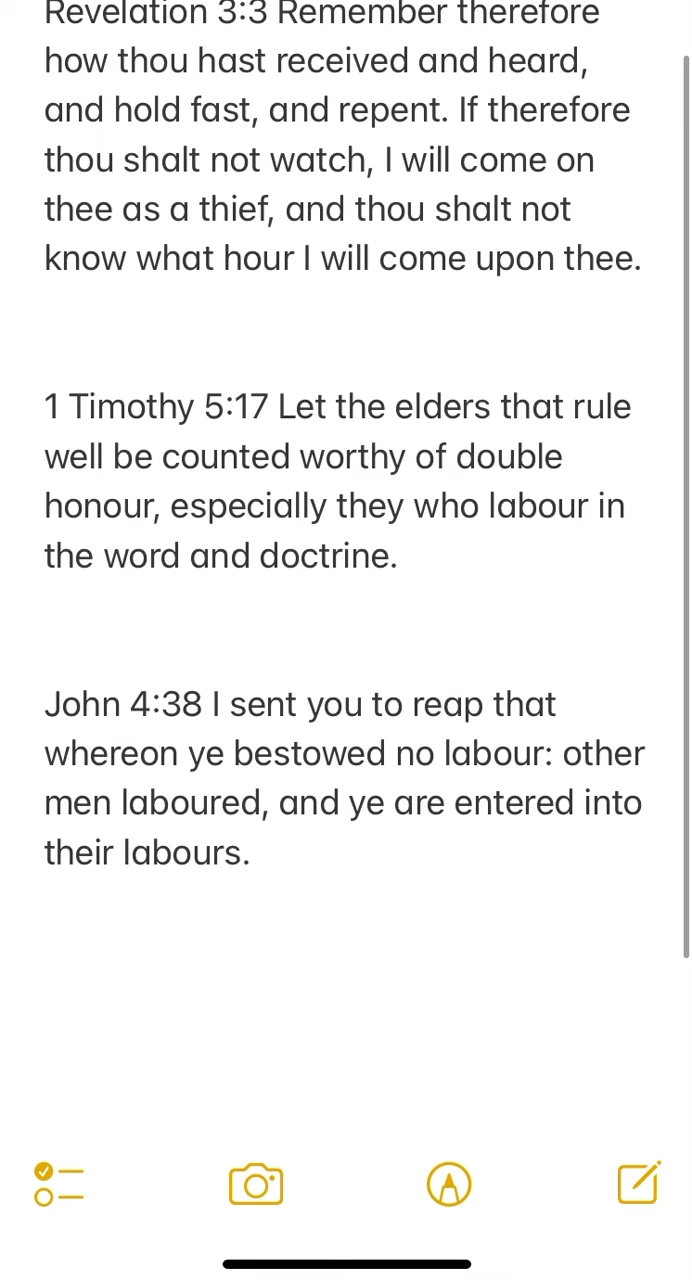 Revelation 3:3 Remember therefore
how thou hast received and heard,
and hold fast, and repent. If therefore
thou shalt not watch, I will come on
thee as a thief, and thou shalt not
know what hour I will come upon thee.
1 Timothy 5:17 Let the elders that rule
well be counted worthy of double
honour, especially they who labour in
the word and doctrine.
John 4:38 I sent you to reap that
whereon ye bestowed no labour: other
men laboured, and ye are entered into
their labours.